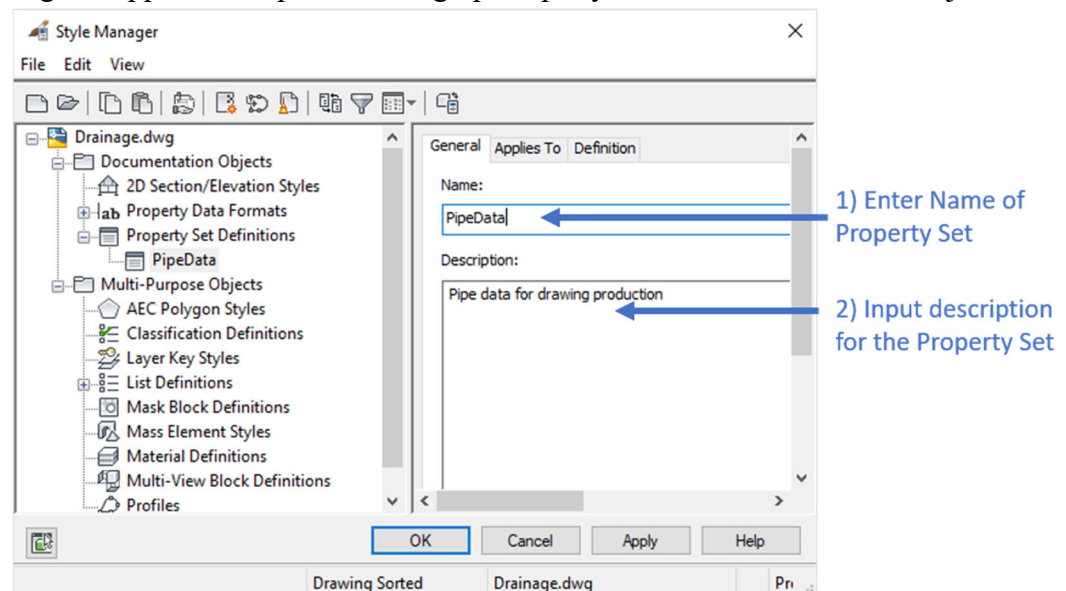 Style Manager
File Edit View
Drainage.dwg
Documentation Objects
2D Section/Elevation Styles
Property Data Formats
Property Set Definitions
PipeData
Multi-Purpose Objects
AEC Polygon Styles
Classification Definitions
Layer Key Styles
List Definitions
Mask Block Definitions
Mass Element Styles
Material Definitions
Multi-View Block Definitions
Profiles
General Applies To Definition
Name:
PipeData
Description:
Pipe data for drawing production
1) Enter Name of
Property Set
2) Input description
for the Property Set
OK Cancel Apply Help
Drawing Sorted Drainage.dwg